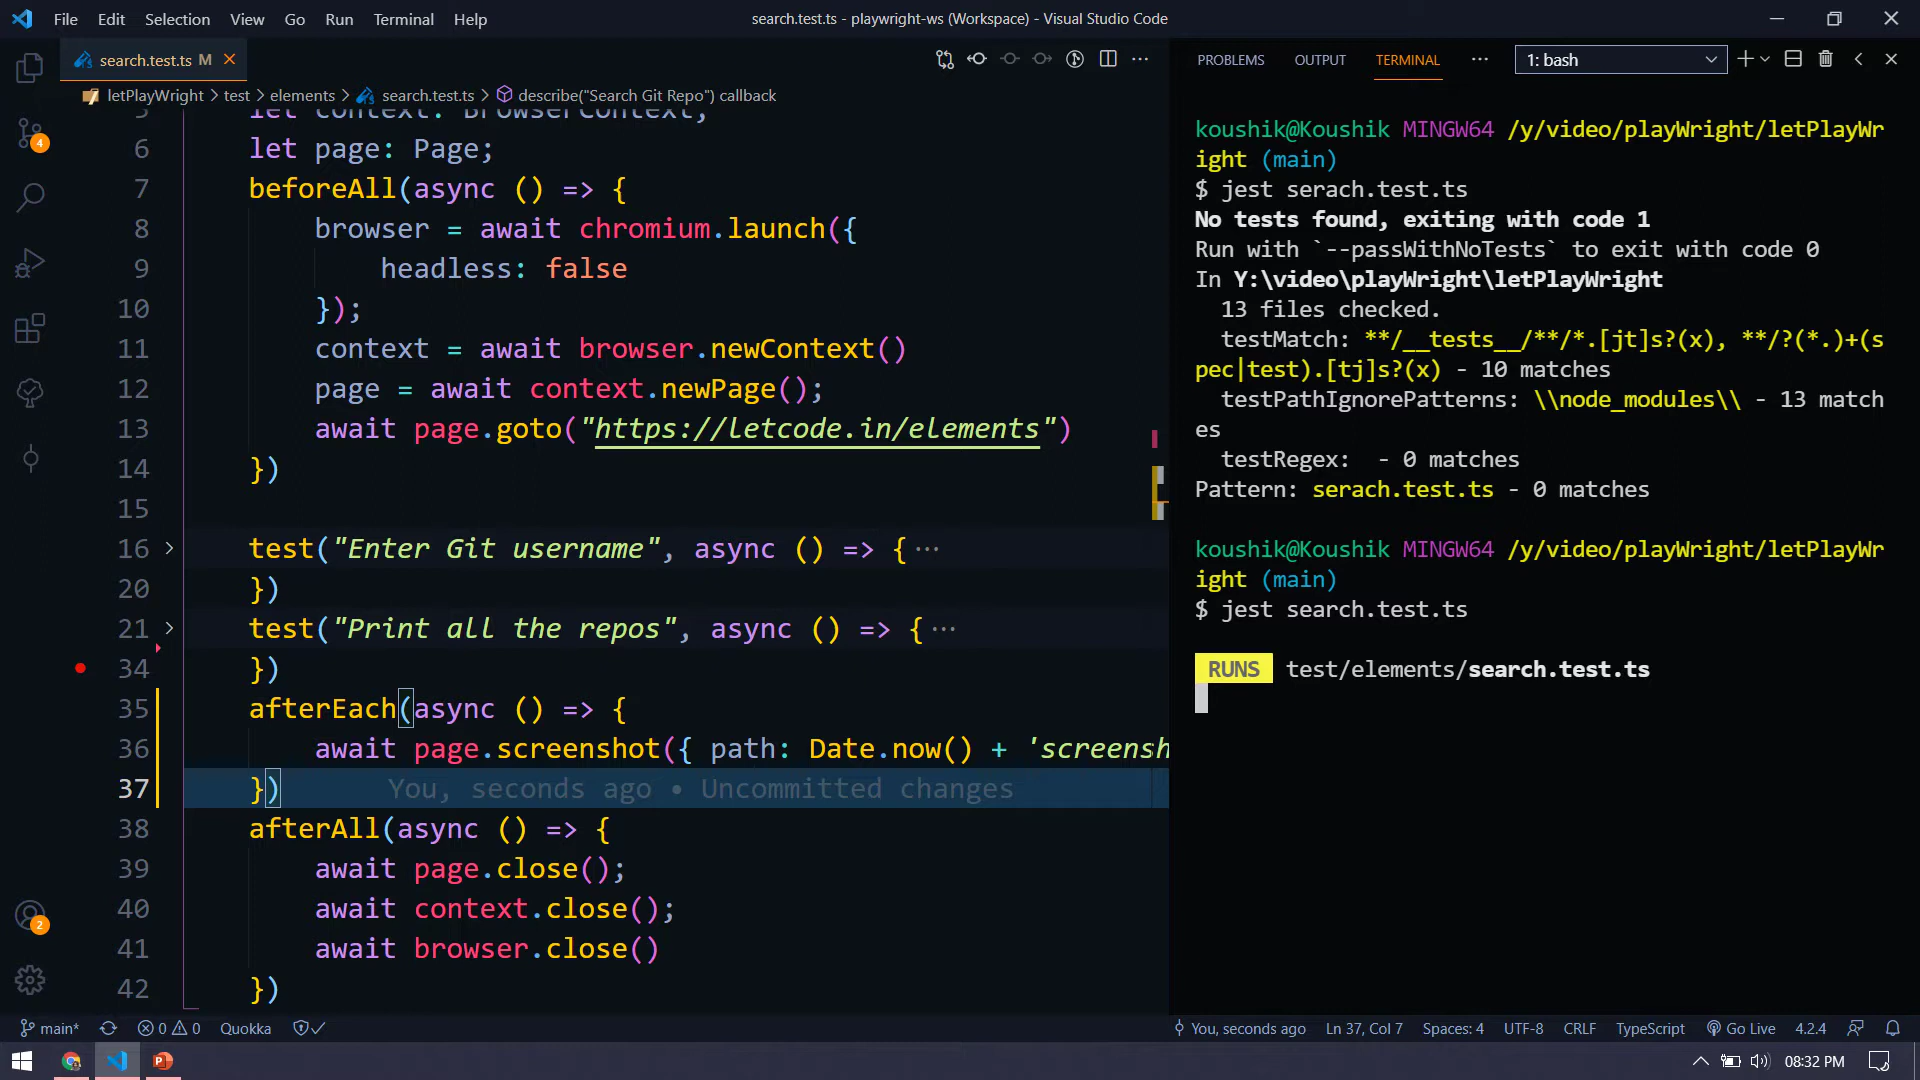 File Edit Selection View Go Run Terminal Help
search.test.ts - playwright-ws (Workspace) - Visual Studio Code
search.test.ts M
letPlayWright > test > elements > search.test.ts > describe("Search Git Repo") callback
5 let context: BrowserContext;
6 let page: Page;
7 beforeAll(async () => {
8 browser = await chromium.launch({
9 headless: false
10 });
11 context = await browser.newContext()
12 page = await context.newPage();
13 await page.goto("https://letcode.in/elements")
14 })
15
16 test("Enter Git username", async () => {···
20 })
21 test("Print all the repos", async () => {···
34 })
35 afterEach(async () => {
36 await page.screenshot({ path: Date.now() + 'screensh
37 }) You, seconds ago • Uncommitted changes
38 afterAll(async () => {
39 await page.close();
40 await context.close();
41 await browser.close()
42 })
PROBLEMS OUTPUT TERMINAL ··· 1: bash
koushik@Koushik MINGW64 /y/video/playWright/letPlayWr
ight (main)
$ jest serach.test.ts
No tests found, exiting with code 1
Run with `--passWithNoTests` to exit with code 0
In Y:\video\playWright\letPlayWright
13 files checked.
testMatch: **/__tests__/**/*.[jt]s?(x), **/?(*.)+(s
pec|test).[tj]s?(x) - 10 matches
testPathIgnorePatterns: \\node_modules\\ - 13 match
es
testRegex:  - 0 matches
Pattern: serach.test.ts - 0 matches
koushik@Koushik MINGW64 /y/video/playWright/letPlayWr
ight (main)
$ jest search.test.ts
RUNS test/elements/search.test.ts
4
2
main* 0 0 Quokka
You, seconds ago Ln 37, Col 7 Spaces: 4 UTF-8 CRLF TypeScript Go Live 4.2.4
08:32 PM